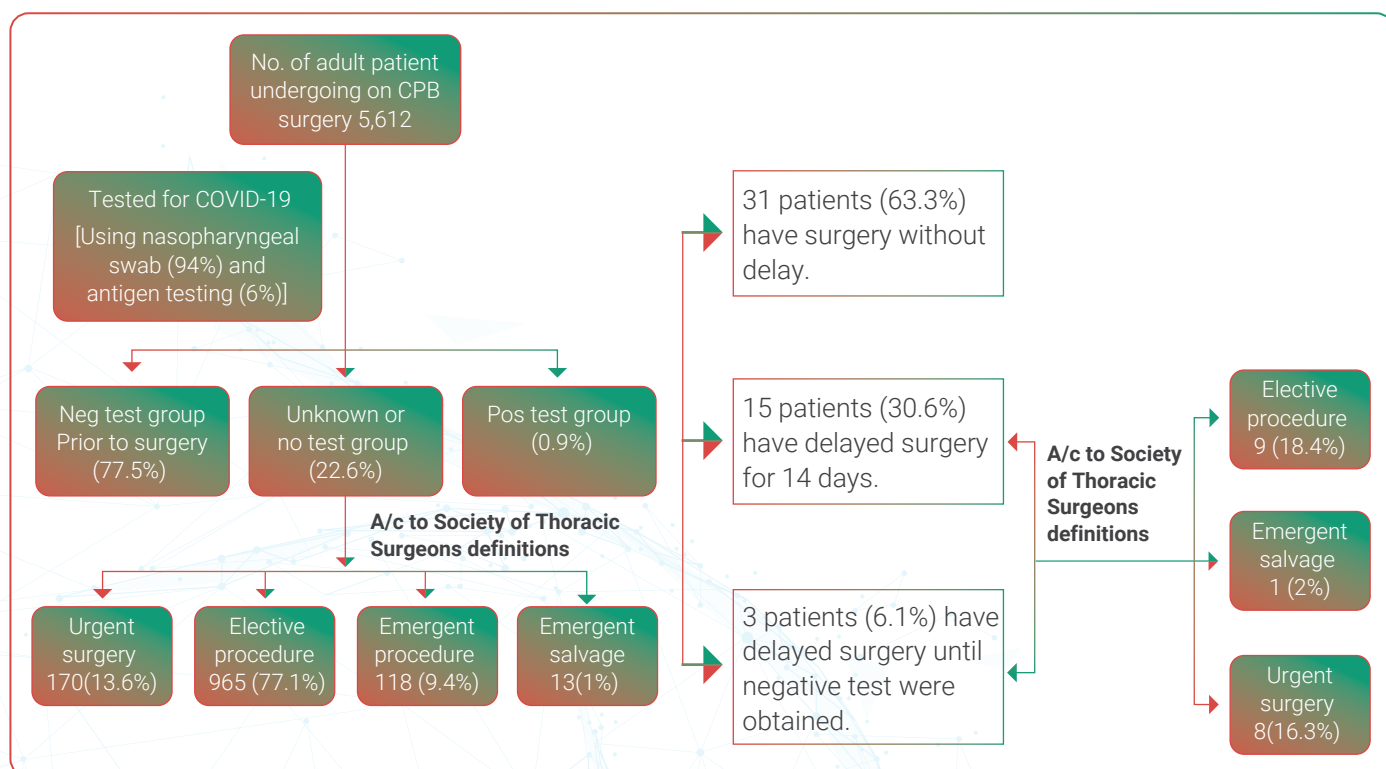 No. of adult patient
undergoing on CPB
surgery 5,612
Tested for COVID-19
[Using nasopharyngeal
swab (94%) and
antigen testing (6%)]
Neg test group
Prior to surgery
(77.5%)
Unknown or
no test group
(22.6%)
Pos test group
(0.9%)
A/c to Society of Thoracic
Surgeons definitions
Urgent
surgery
170(13.6%)
Elective
procedure
965 (77.1%)
Emergent
procedure
118 (9.4%)
Emergent
salvage
13(1%)
31 patients (63.3%)
have surgery without
delay.
15 patients (30.6%)
have delayed surgery
for 14 days.
3 patients (6.1%) have
delayed surgery until
negative test were
obtained.
A/c to Society
of Thoracic
Surgeons
definitions
Elective
procedure
9 (18.4%)
Emergent
salvage
1 (2%)
Urgent
surgery
8(16.3%)